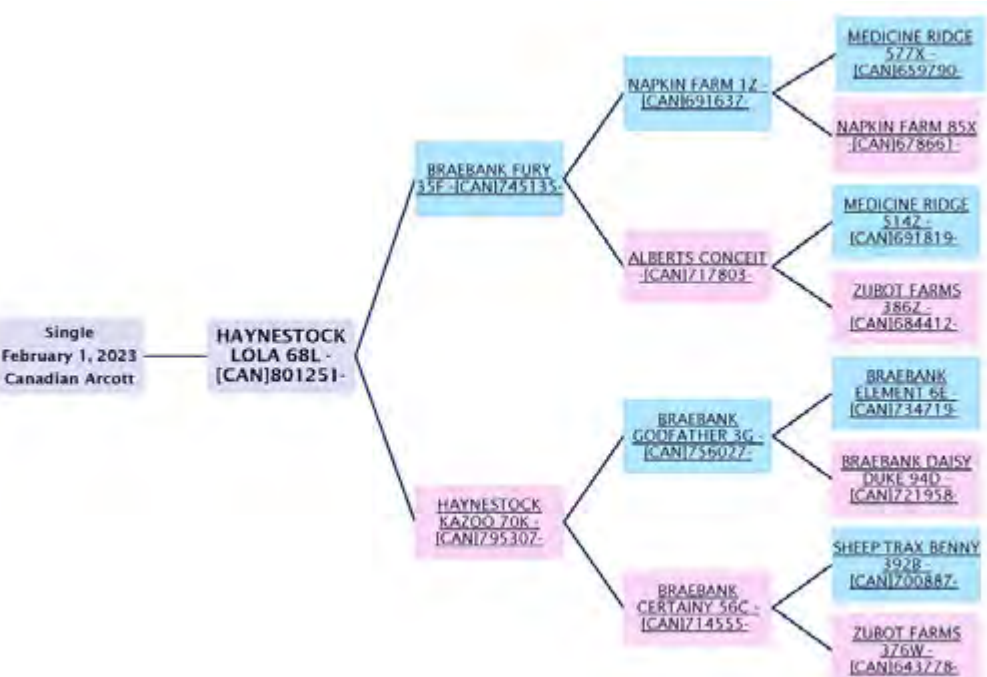 Single
February 1, 2023
Canadian Arcott
HAYNESTOCK
LOLA 68L -
[CAN]801251-
BRAEBANK FURY
35F -[CAN]745135-
HAYNESTOCK
KAZOO 70K -
[CAN]795307-
NAPKIN FARM 1Z -
[CAN]691637-
ALBERTS CONCEIT
-[CAN]717803-
BRAEBANK
GODFATHER 3G -
[CAN]756027-
BRAEBANK
CERTAINY 56C -
[CAN]714555-
MEDICINE RIDGE
577X -
[CAN]659790-
NAPKIN FARM 85X
-[CAN]678661-
MEDICINE RIDGE
514Z -
[CAN]691819-
ZUBOT FARMS
386Z -
[CAN]684412-
BRAEBANK
ELEMENT 6E -
[CAN]734719-
BRAEBANK DAISY
DUKE 94D -
[CAN]721958-
SHEEP TRAX BENNY
392B -
[CAN]700887-
ZUBOT FARMS
376W -
[CAN]643778-